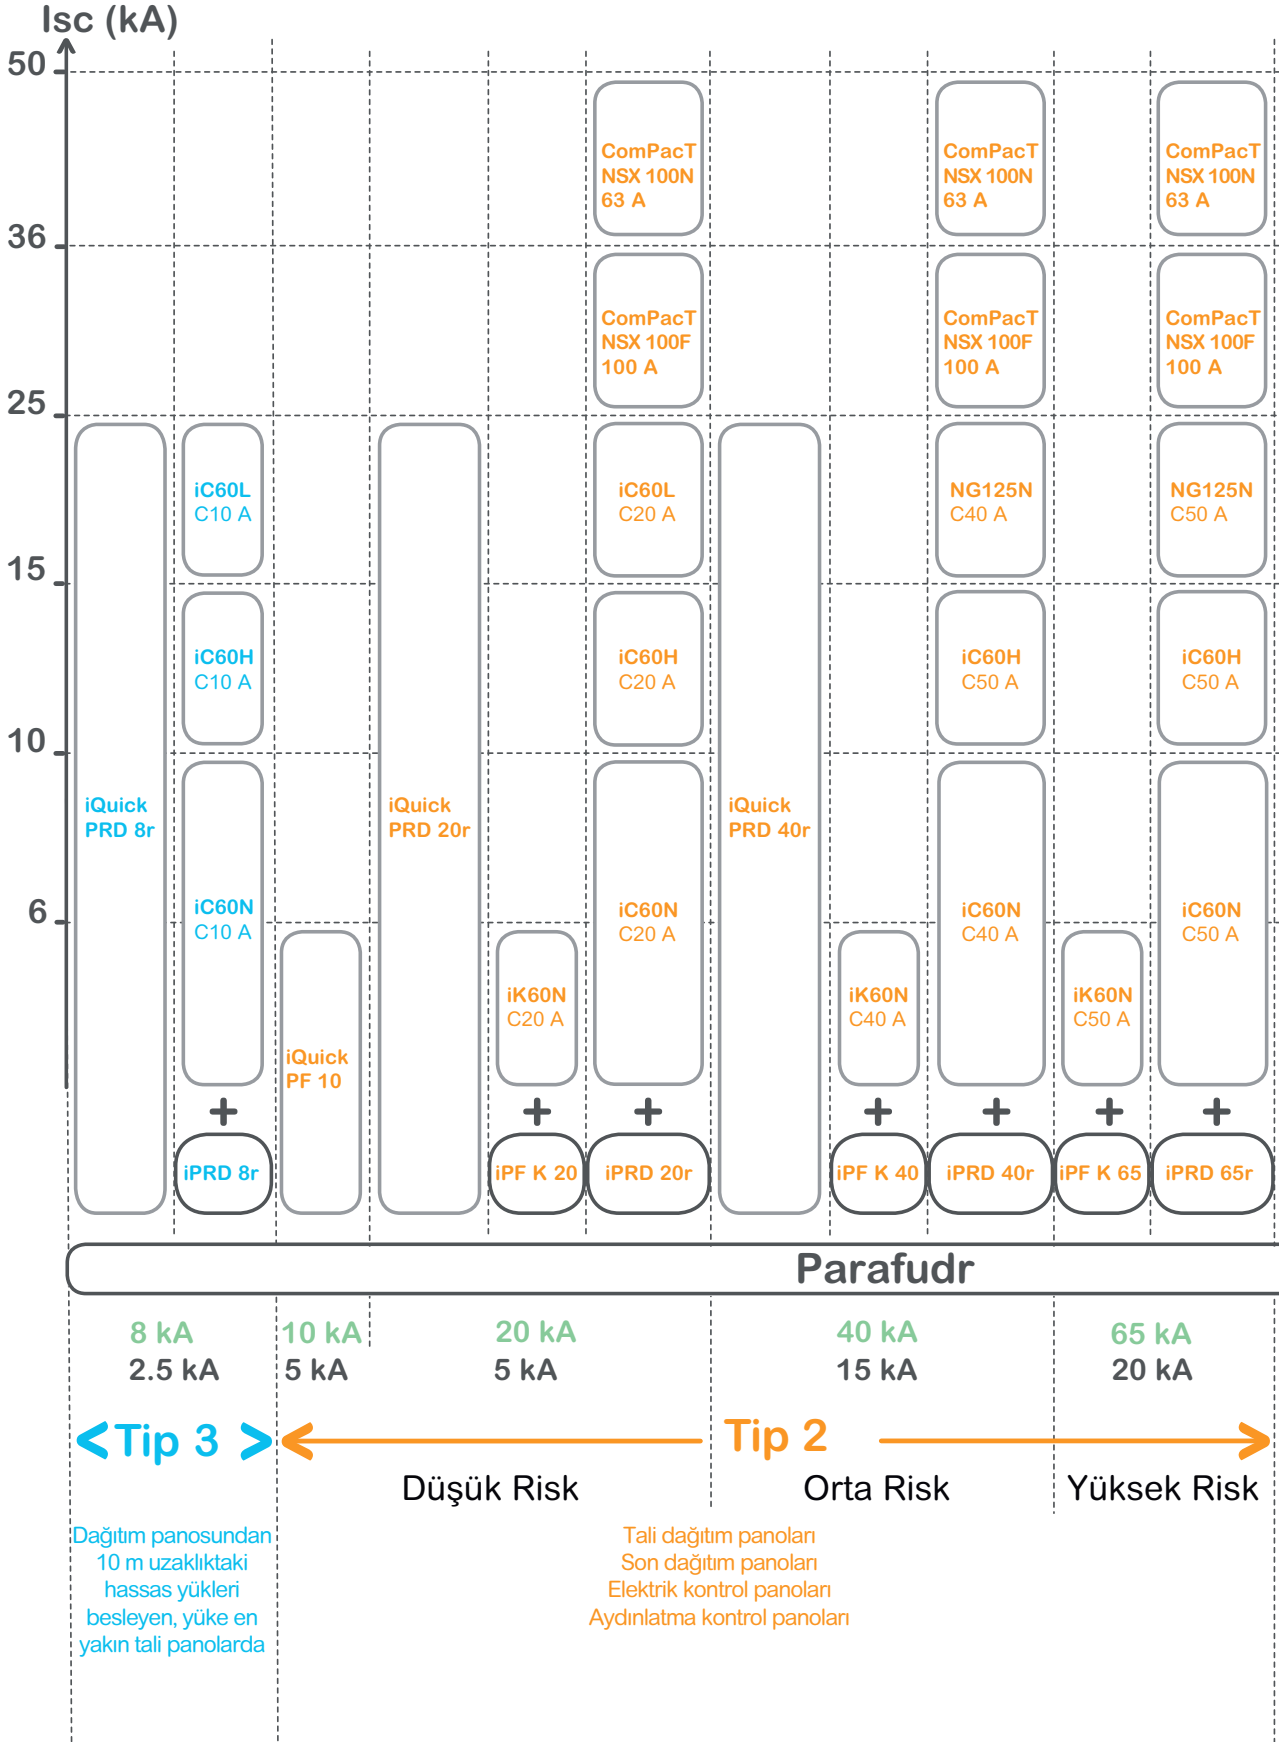 Isc (kA)
50
ComPacT
NSX 100N
63 A
ComPacT
NSX 100N
63 A
ComPacT
NSX 100N
63 A
36
ComPacT
NSX 100F
100 A
ComPacT
NSX 100F
100 A
ComPacT
NSX 100F
100 A
25
iC60L
C10 A
iC60L
C20 A
NG125N
C40 A
NG125N
C50 A
15
iC60H
C10 A
iC60H
C20 A
iC60H
C50 A
iC60H
C50 A
10
iQuick
PRD 8r
iQuick
PRD 20r
iQuick
PRD 40r
6
iC60N
C10 A
iC60N
C20 A
iC60N
C40 A
iC60N
C50 A
iK60N
C20 A
iK60N
C40 A
iK60N
C50 A
iQuick
PF 10
+ + + + + + +
iPRD 8r
iPF K 20
iPRD 20r
iPF K 40
iPRD 40r
iPF K 65
iPRD 65r
Parafudr
8 kA
2.5 kA
10 kA
5 kA
20 kA
5 kA
40 kA
15 kA
65 kA
20 kA
Tip 3
Tip 2
Düşük Risk
Orta Risk
Yüksek Risk
Dağıtım panosundan
10 m uzaklıktaki
hassas yükleri
besleyen, yüke en
yakın tali panolarda
Tali dağıtım panoları
Son dağıtım panoları
Elektrik kontrol panoları
Aydınlatma kontrol panoları